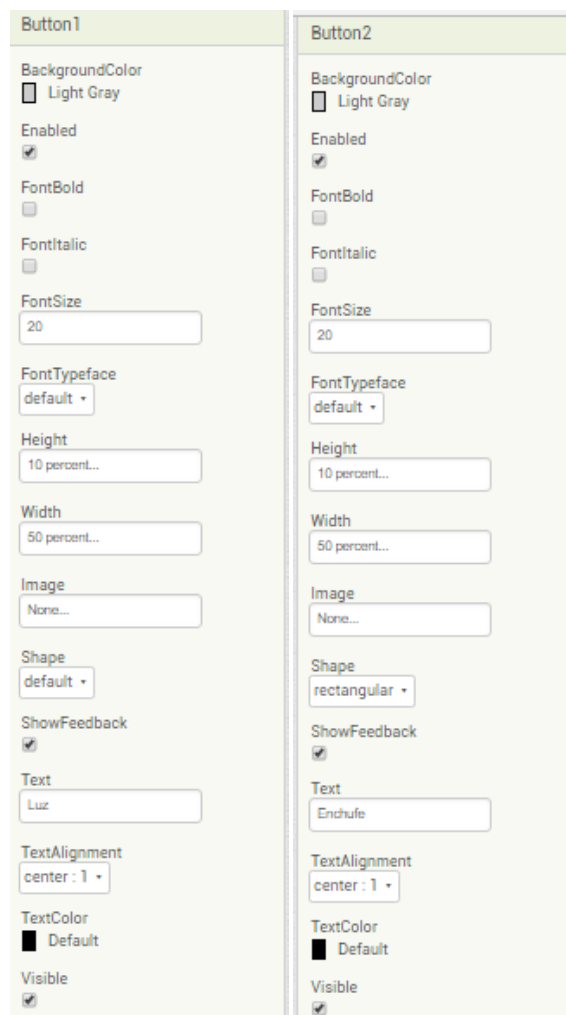 Button1
BackgroundColor
Light Gray
Enabled
FontBold
FontItalic
FontSize
20
FontTypeface
default
Height
10 percent...
Width
50 percent...
Image
None...
Shape
default
ShowFeedback
Text
Luz
TextAlignment
center : 1
TextColor
Default
Visible
Button2
BackgroundColor
Light Gray
Enabled
FontBold
FontItalic
FontSize
20
FontTypeface
default
Height
10 percent...
Width
50 percent...
Image
None...
Shape
rectangular
ShowFeedback
Text
Enchufe
TextAlignment
center : 1
TextColor
Default
Visible